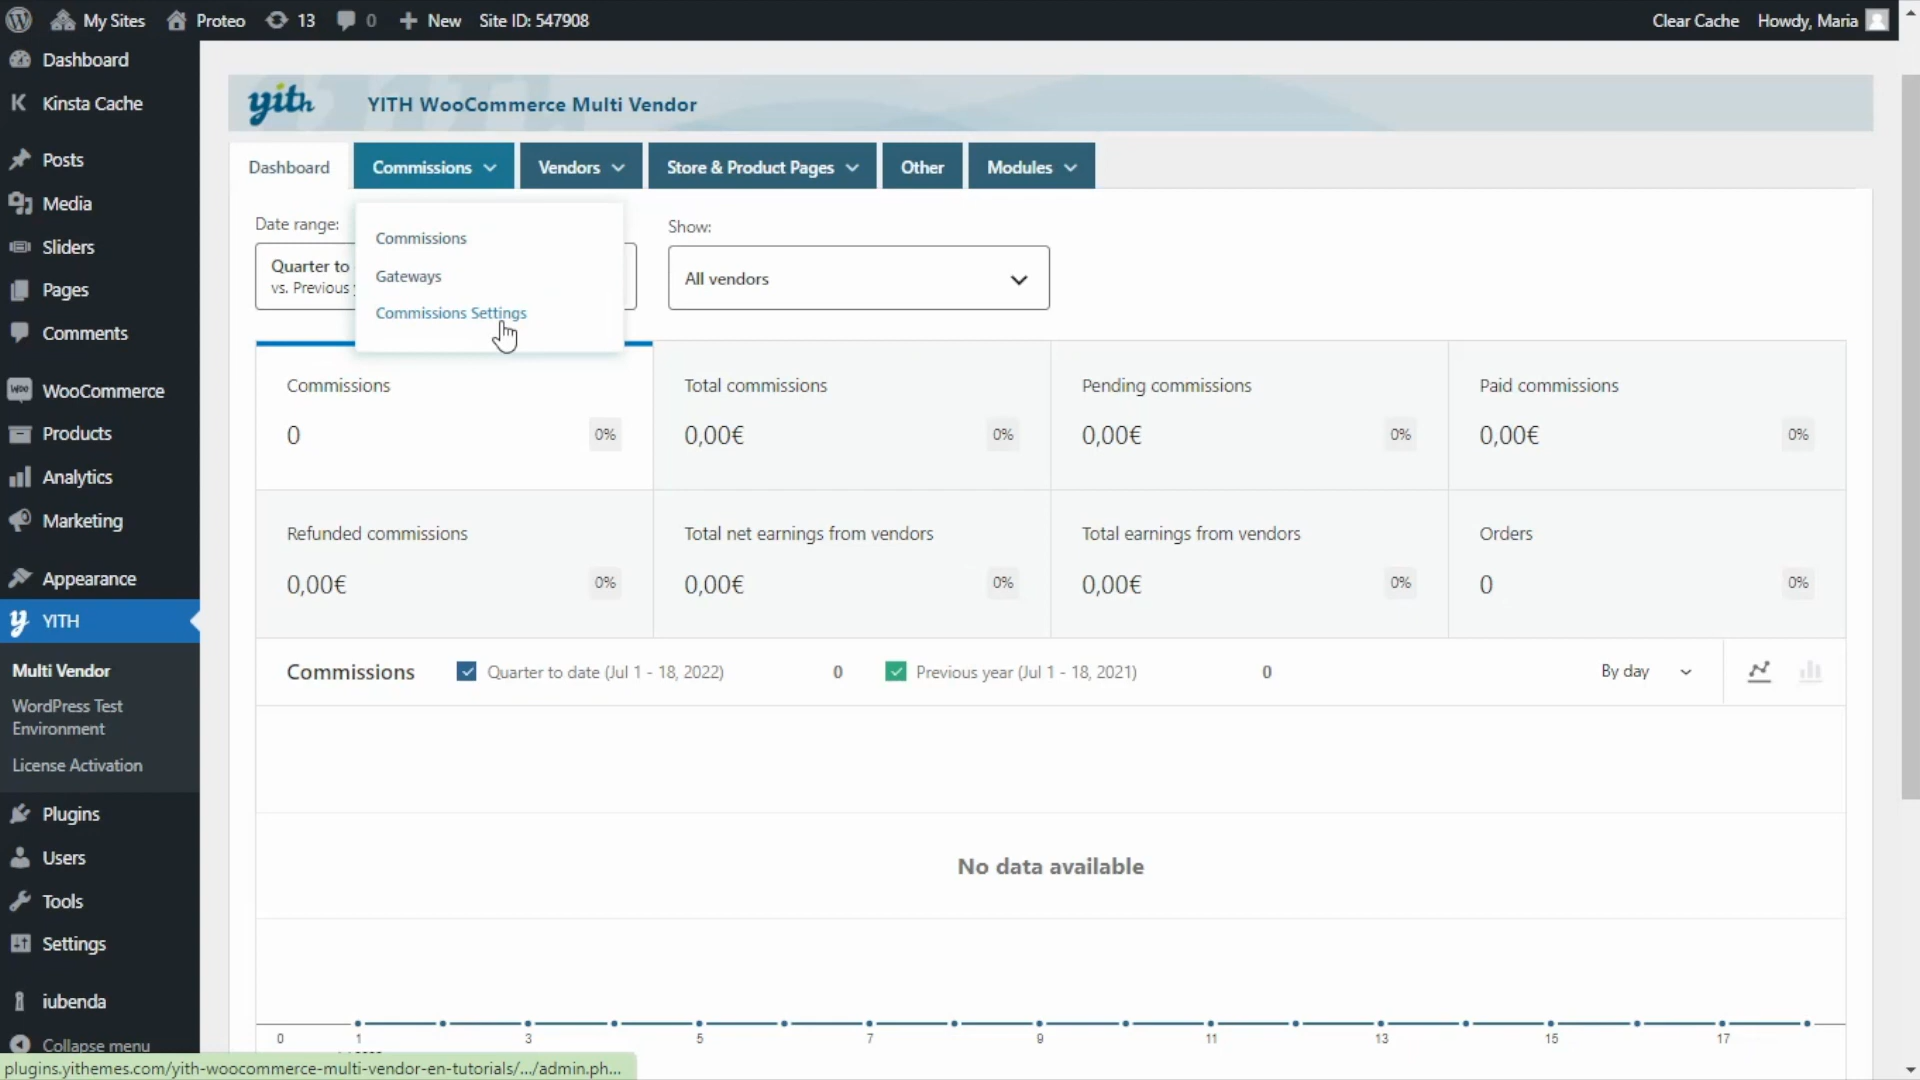 My Sites
Proteo
13
0
New
Site ID: 547908
Clear Cache
Howdy, Maria
Dashboard
Kinsta Cache
Posts
Media
Sliders
Pages
Comments
WooCommerce
Products
Analytics
Marketing
Appearance
YITH
Multi Vendor
WordPress Test
Environment
License Activation
Plugins
Users
Tools
Settings
iubenda
Collapse menu
yith
YITH WooCommerce Multi Vendor
Dashboard
Commissions
Vendors
Store & Product Pages
Other
Modules
Date range:
Quarter to
vs. Previous
Commissions
Gateways
Commissions Settings
Show:
All vendors
Commissions
0
0%
Total commissions
0,00€
0%
Pending commissions
0,00€
0%
Paid commissions
0,00€
0%
Refunded commissions
0,00€
0%
Total net earnings from vendors
0,00€
0%
Total earnings from vendors
0,00€
0%
Orders
0
0%
Commissions
Quarter to date (Jul 1 - 18, 2022)
0
Previous year (Jul 1 - 18, 2021)
0
By day
No data available
0 1 3 5 7 9 11 13 15 17
plugins.yithemes.com/yith-woocommerce-multi-vendor-en-tutorials/.../admin.ph...